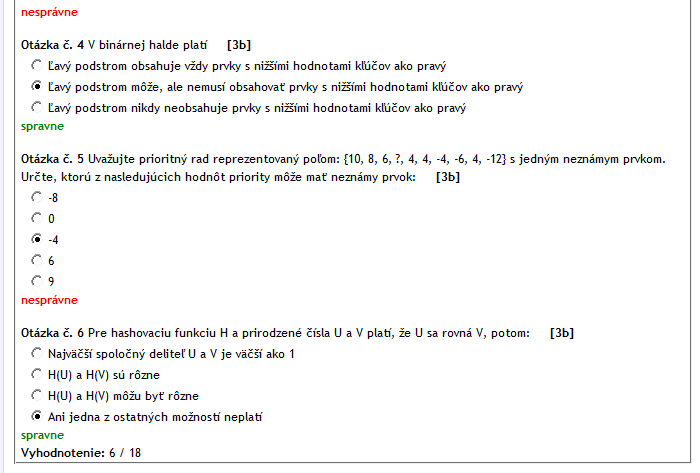 nesprávne
Otázka č. 4 V binárnej halde platí [3b]
Ľavý podstrom obsahuje vždy prvky s nižšími hodnotami kľúčov ako pravý
Ľavý podstrom môže, ale nemusí obsahovať prvky s nižšími hodnotami kľúčov ako pravý
Ľavý podstrom nikdy neobsahuje prvky s nižšími hodnotami kľúčov ako pravý
spravne
Otázka č. 5 Uvažujte prioritný rad reprezentovaný poľom: {10, 8, 6, ?, 4, 4, -4, -6, 4, -12} s jedným neznámym prvkom.
Určte, ktorú z nasledujúcich hodnôt priority môže mať neznámy prvok: [3b]
-8
0
-4
6
9
nesprávne
Otázka č. 6 Pre hashovaciu funkciu H a prirodzené čísla U a V platí, že U sa rovná V, potom: [3b]
Najväčší spoločný deliteľ U a V je väčší ako 1
H(U) a H(V) sú rôzne
H(U) a H(V) môžu byť rôzne
Ani jedna z ostatných možností neplatí
spravne
Vyhodnotenie: 6 / 18